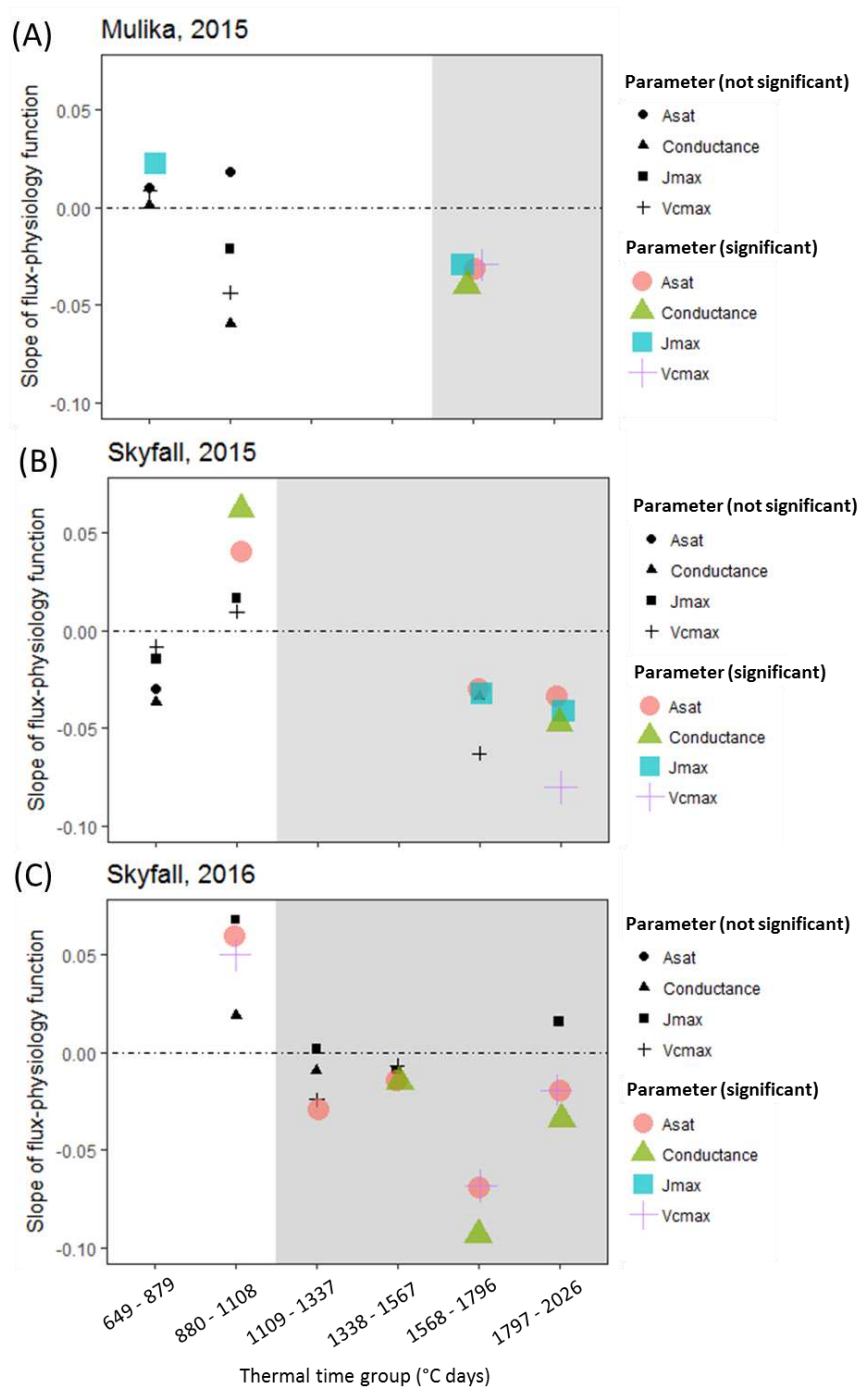 (A)
Mulika, 2015
Slope of flux-physiology function
0.05
0.00
-0.05
-0.10
Parameter (not significant)
Asat
Conductance
Jmax
Vcmax
Parameter (significant)
Asat
Conductance
Jmax
Vcmax
(B)
Skyfall, 2015
Slope of flux-physiology function
0.05
0.00
-0.05
-0.10
Parameter (not significant)
Asat
Conductance
Jmax
Vcmax
Parameter (significant)
Asat
Conductance
Jmax
Vcmax
(C)
Skyfall, 2016
Slope of flux-physiology function
0.05
0.00
-0.05
-0.10
Parameter (not significant)
Asat
Conductance
Jmax
Vcmax
Parameter (significant)
Asat
Conductance
Jmax
Vcmax
649 - 879
880 - 1108
1109 - 1337
1338 - 1567
1568 - 1796
1797 - 2026
Thermal time group (°C days)